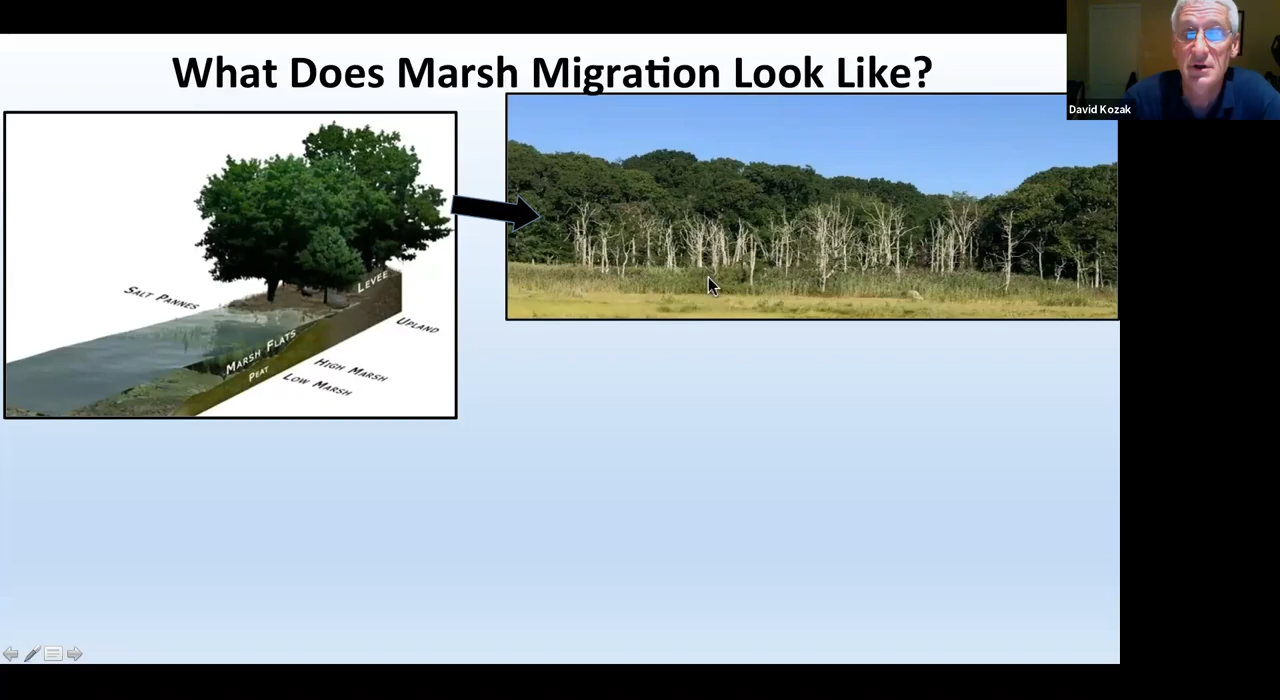 What Does Marsh Migration Look Like?
David Kozak
Salt Pannes
Levee
Upland
Marsh Flats
High Marsh
Peat
Low Marsh